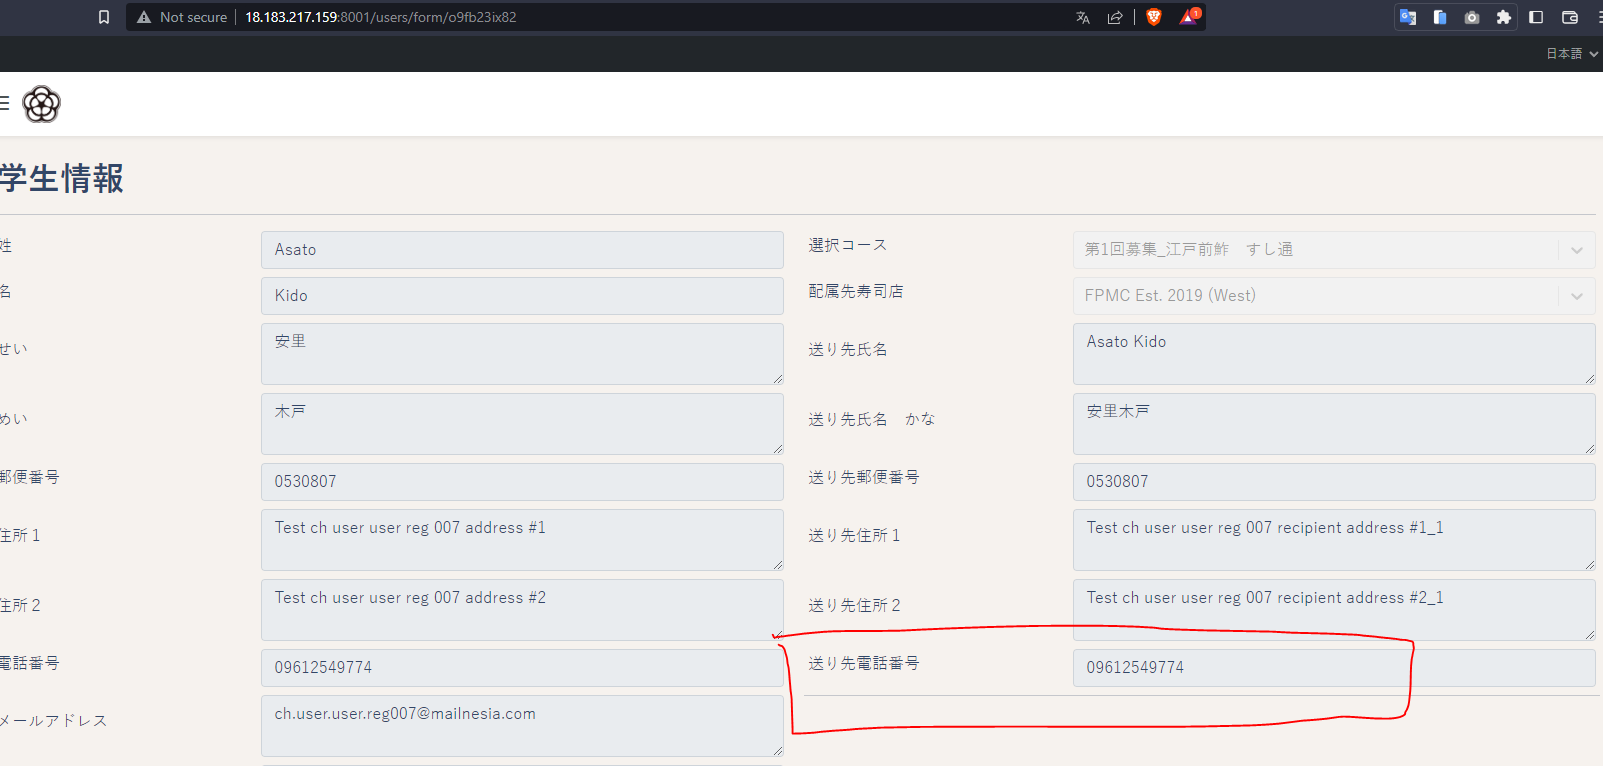 Not secure 18.183.217.159:8001/users/form/o9fb23ix82
1
日本語
学生情報
姓 Asato
選択コース 第1回募集_江戸前鮓　すし通
名 Kido
配属先寿司店 FPMC Est. 2019 (West)
せい 安里
送り先氏名 Asato Kido
めい 木戸
送り先氏名　かな 安里木戸
郵便番号 0530807
送り先郵便番号 0530807
住所１ Test ch user user reg 007 address #1
送り先住所１ Test ch user user reg 007 recipient address #1_1
住所２ Test ch user user reg 007 address #2
送り先住所２ Test ch user user reg 007 recipient address #2_1
電話番号 09612549774
送り先電話番号 09612549774
メールアドレス ch.user.user.reg007@mailnesia.com